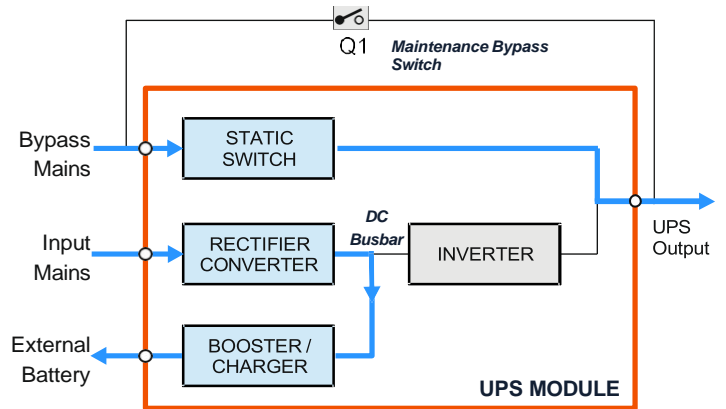 Q1
Maintenance Bypass
Switch
Bypass
Mains
STATIC
SWITCH
Input
Mains
RECTIFIER
CONVERTER
DC
Busbar
INVERTER
UPS
Output
External
Battery
BOOSTER /
CHARGER
UPS MODULE